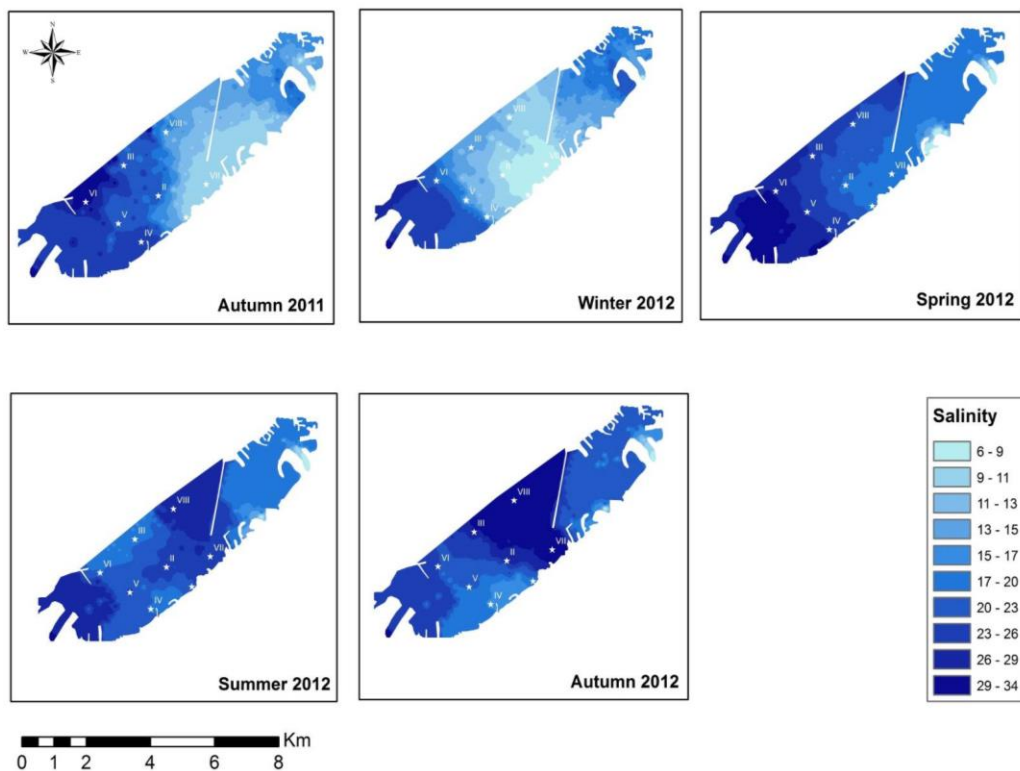 N
W E
S
VIII
III
VI
II
VII
V
IV
Autumn 2011
VIII
III
VI
V
IV
Winter 2012
VIII
III
VI
II
VII
V
IV
Spring 2012
VIII
III
VI
II
VII
V
IV
Summer 2012
VIII
III
VI
II
VII
V
IV
Autumn 2012
Salinity
6 - 9
9 - 11
11 - 13
13 - 15
15 - 17
17 - 20
20 - 23
23 - 26
26 - 29
29 - 34
Km
0 1 2 4 6 8